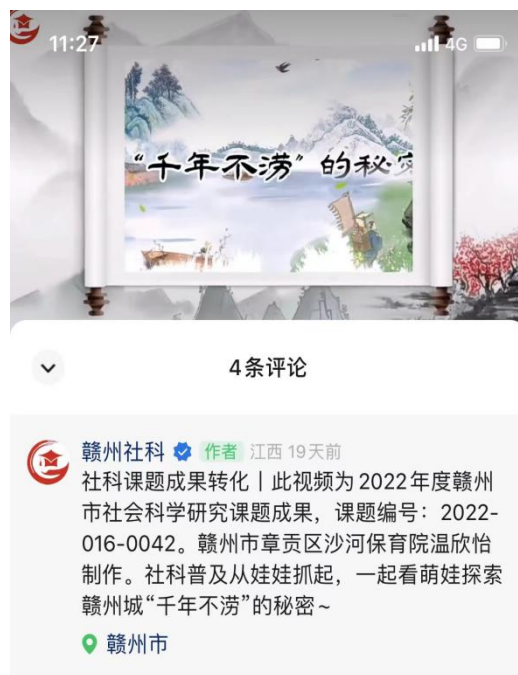 11:27 4G
“千年不涝”的秘密
4条评论
赣州社科 作者 江西 19天前
社科课题成果转化丨此视频为2022年度赣州
市社会科学研究课题成果，课题编号：2022-
016-0042。赣州市章贡区沙河保育院温欣怡
制作。社科普及从娃娃抓起，一起看萌娃探索
赣州城“千年不涝”的秘密~
赣州市